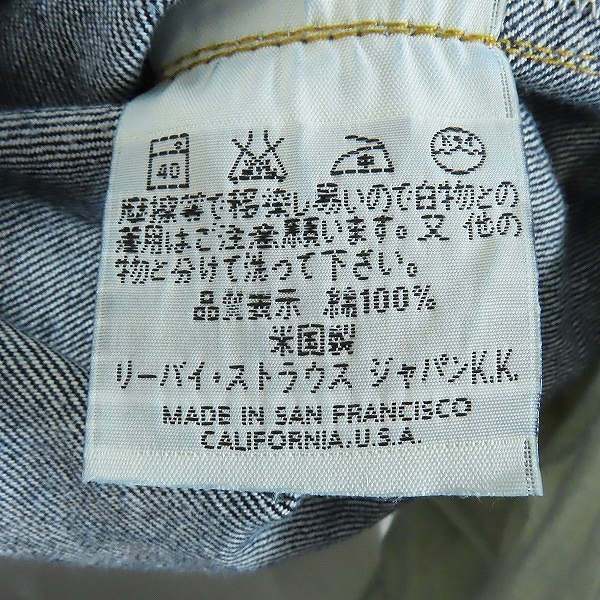 40
摩擦等で移染し易いので白物との
着用はご注意願います。又 他の
物と分けて洗って下さい。
品質表示 綿100%
米国製
リーバイ・ストラウス ジャパンK.K.
MADE IN SAN FRANCISCO
CALIFORNIA.U.S.A.